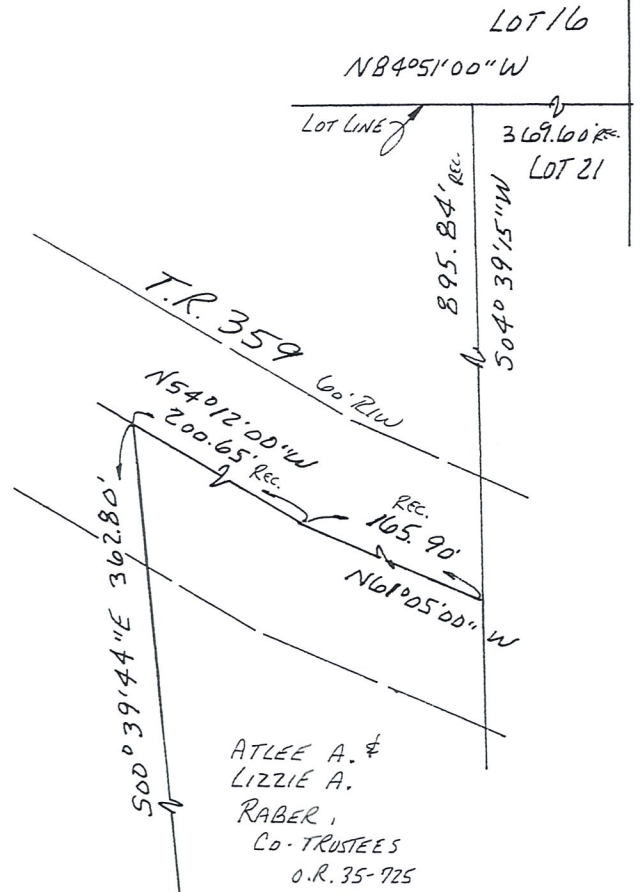 LOT 16
N84°51'00"W
LOT LINE
369.60' REC.
LOT 21
895.84' REC.
S04°39'15"W
T.R. 359
60' R/W
N54°12'00"W
200.65' REC.
REC.
165.90'
N61°05'00"W
S00°39'44"E 362.80'
ATLEE A. &
LIZZIE A.
RABER,
CO-TRUSTEES
O.R. 35-725